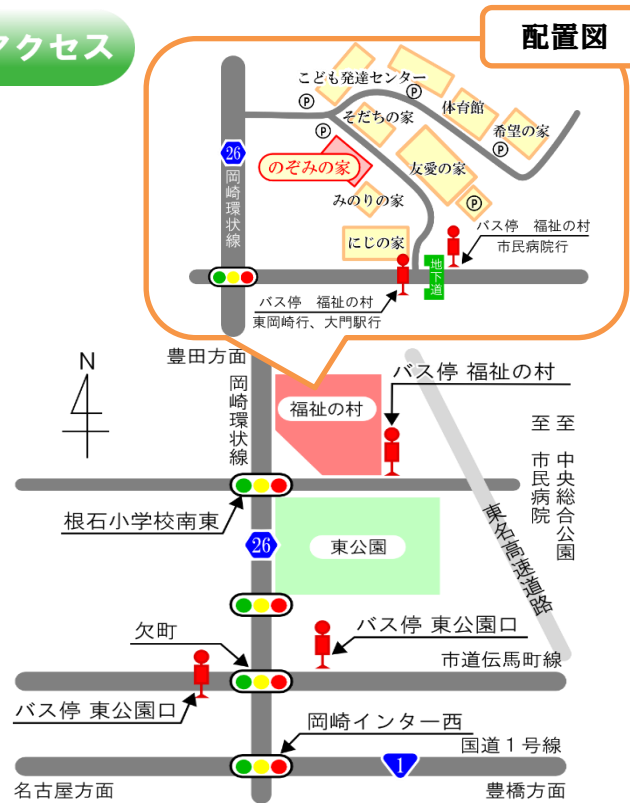 アクセス
配置図
こども発達センター
Ⓟ
Ⓟ
体育館
そだちの家
希望の家
Ⓟ
Ⓟ
26
岡崎環状線
のぞみの家
友愛の家
みのりの家
Ⓟ
バス停 福祉の村
市民病院行
にじの家
地下道
バス停 福祉の村
東岡崎行、大門駅行
豊田方面
N
岡崎環状線
福祉の村
バス停 福祉の村
至 市民病院
至 中央総合公園
根石小学校南東
26
東公園
東名高速道路
欠町
バス停 東公園口
市道伝馬町線
バス停 東公園口
岡崎インター西
国道1号線
1
名古屋方面
豊橋方面